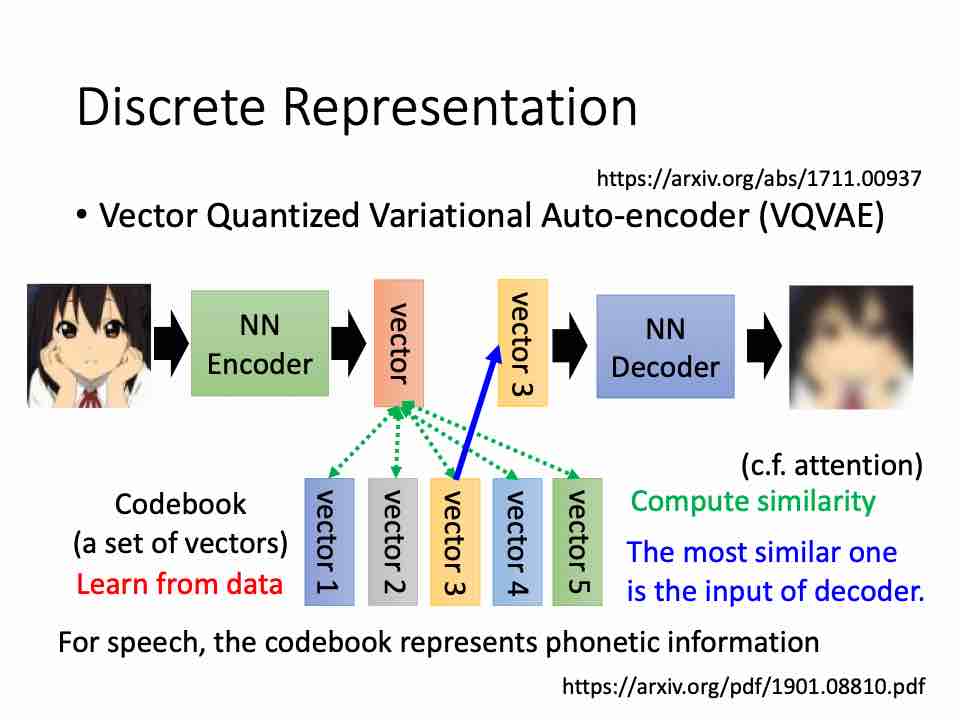 Discrete Representation
https://arxiv.org/abs/1711.00937
• Vector Quantized Variational Auto-encoder (VQVAE)
NN
Encoder
vector
vector 3
NN
Decoder
(c.f. attention)
Codebook
(a set of vectors)
Learn from data
vector 1
vector 2
vector 3
vector 4
vector 5
Compute similarity
The most similar one
is the input of decoder.
For speech, the codebook represents phonetic information
https://arxiv.org/pdf/1901.08810.pdf